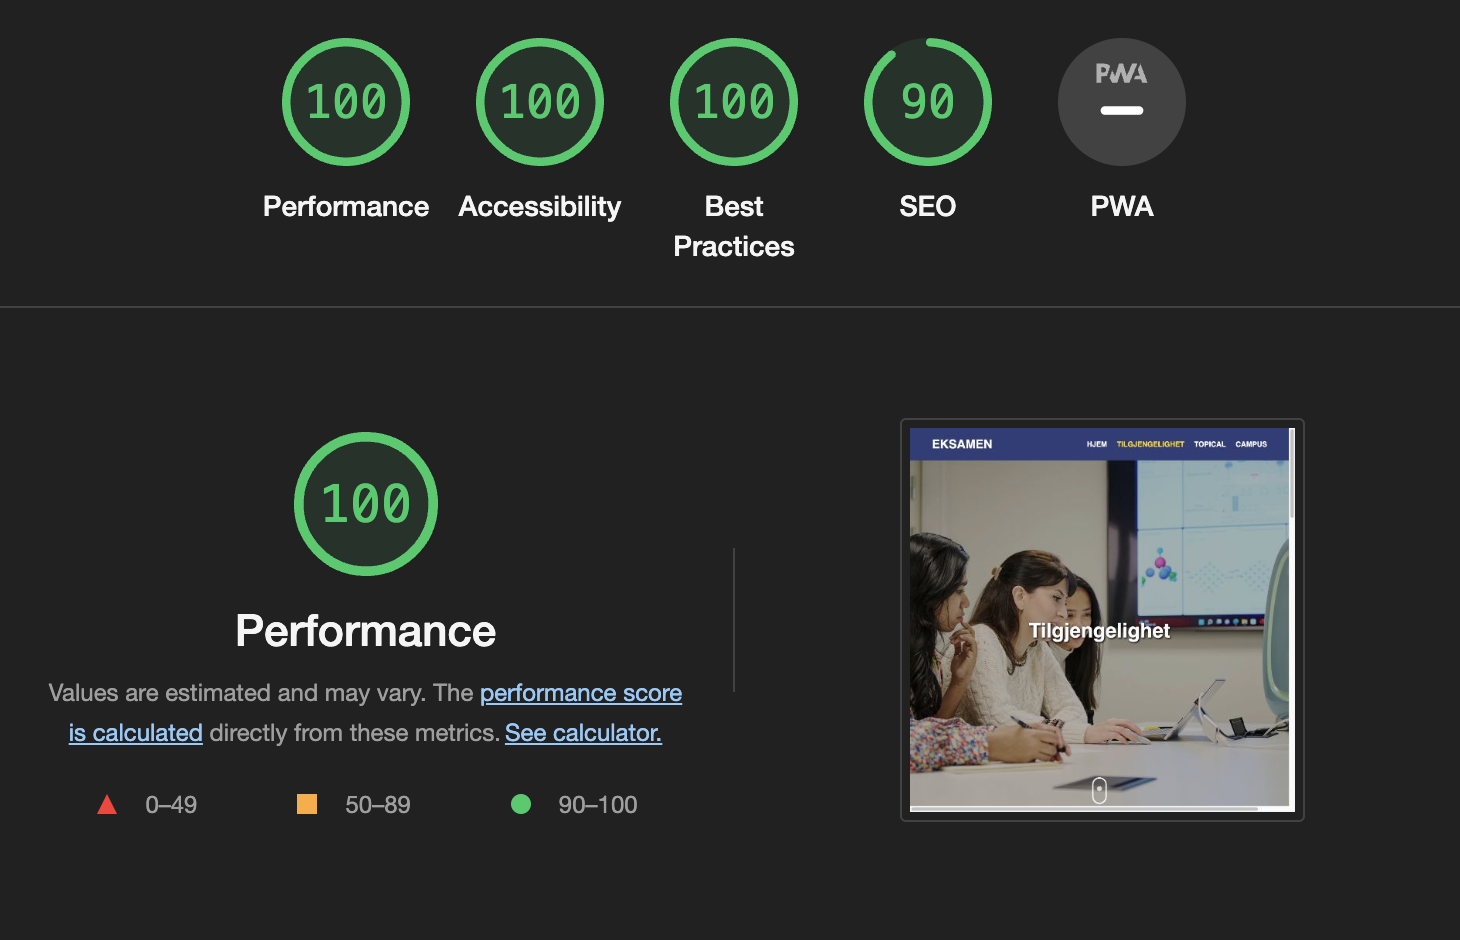 100 100 100 90 PWA
Performance Accessibility Best Practices SEO PWA
100
Performance
Values are estimated and may vary. The performance score
is calculated directly from these metrics. See calculator.
0–49 50–89 90–100
EKSAMEN HJEM TILGJENGELIGHET TOPICAL CAMPUS
Tilgjengelighet